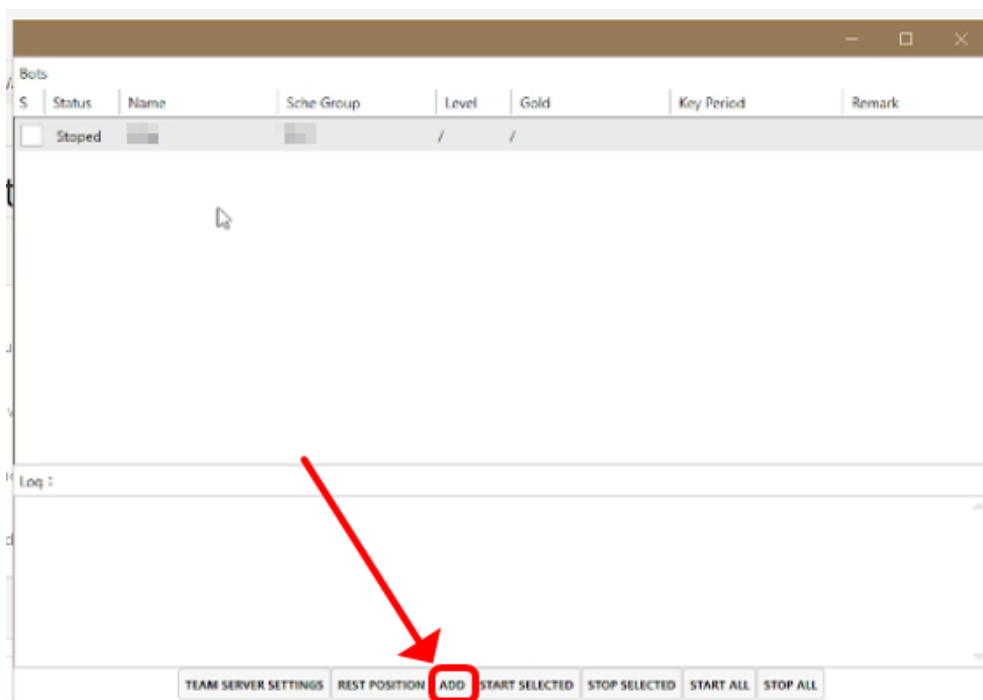 Bots
S Status Name Sche Group Level Gold Key Period Remark
Stoped / /
Log :
TEAM SERVER SETTINGS REST POSITION ADD START SELECTED STOP SELECTED START ALL STOP ALL